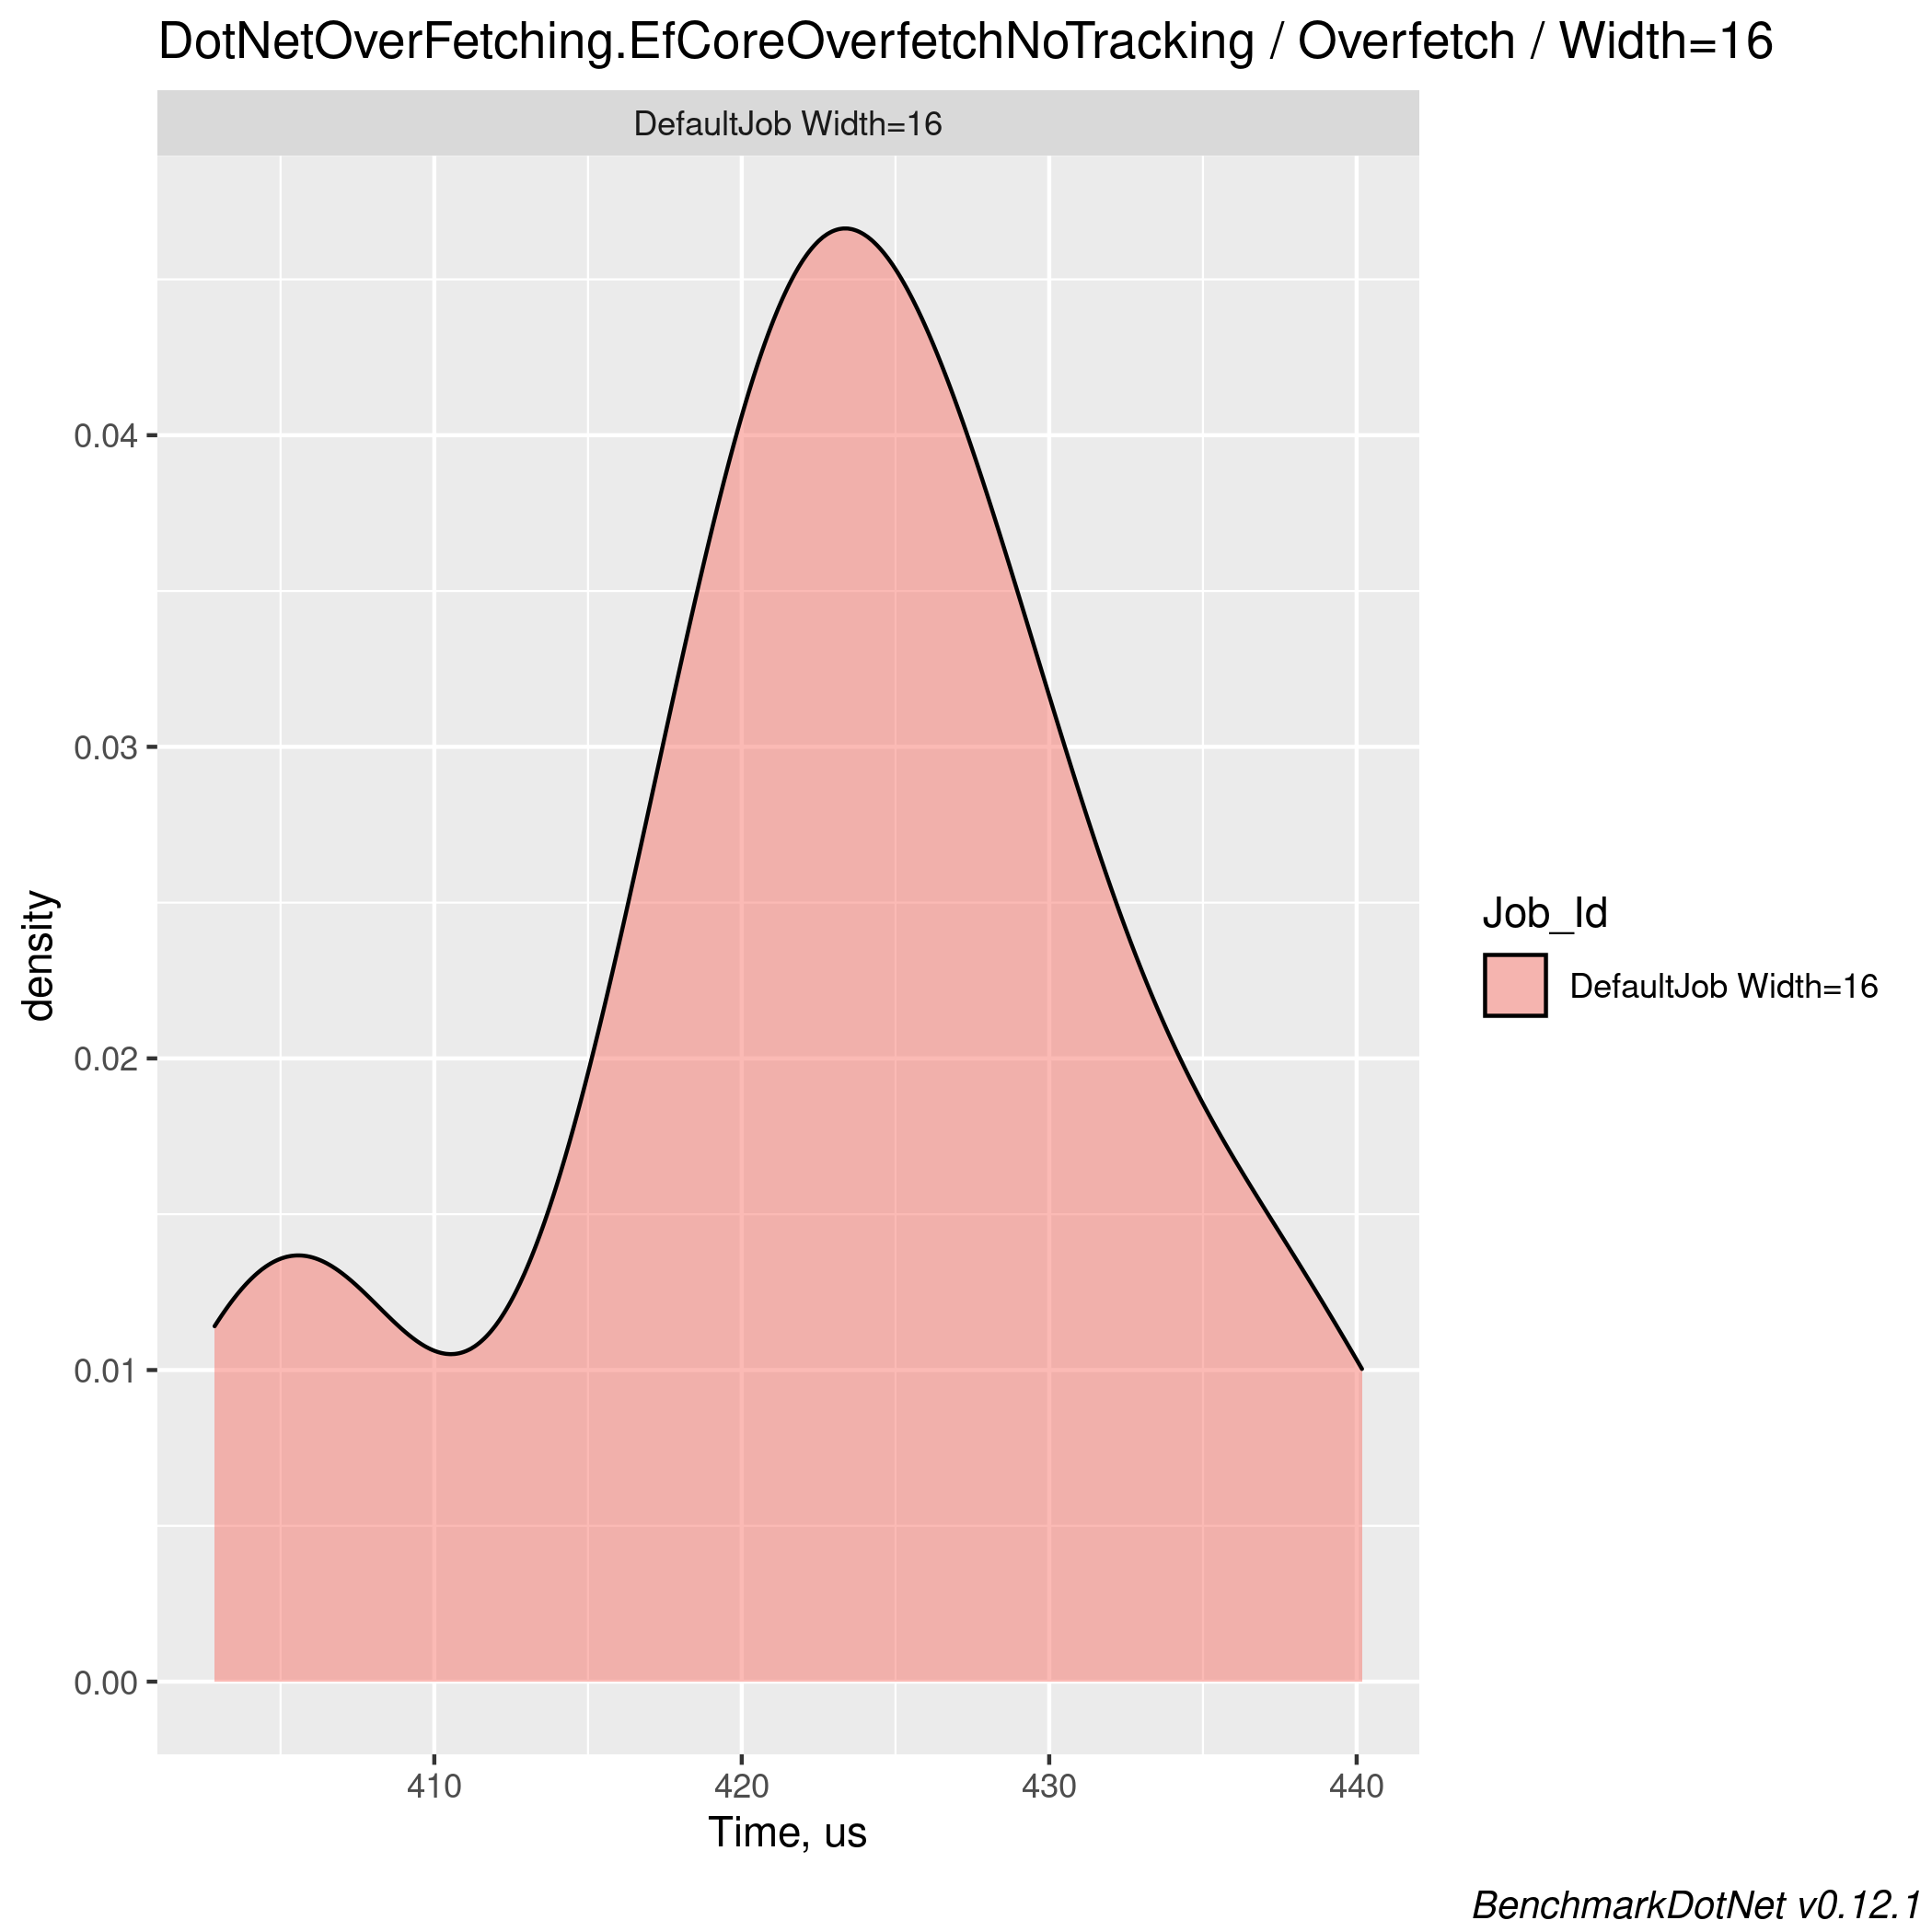 DotNetOverFetching.EfCoreOverfetchNoTracking / Overfetch / Width=16
DefaultJob Width=16
0.04
0.03
0.02
0.01
0.00
density
410 420 430 440
Time, us
Job_Id
DefaultJob Width=16
BenchmarkDotNet v0.12.1